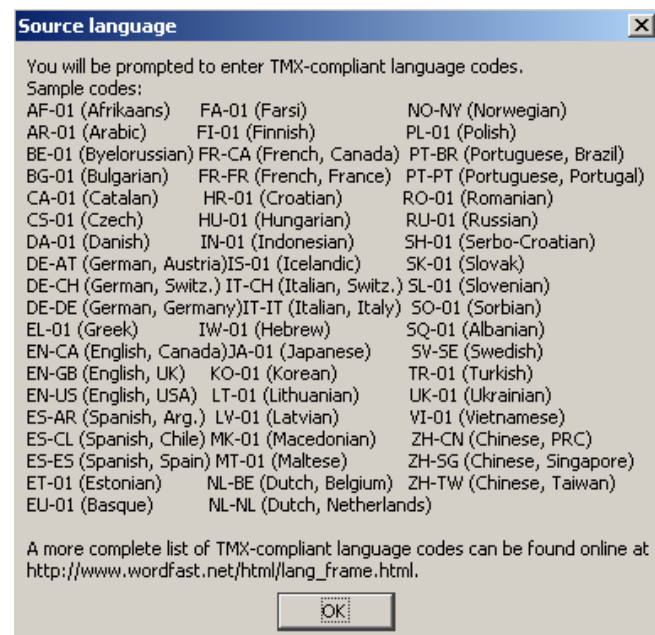 Source language
You will be prompted to enter TMX-compliant language codes.
Sample codes:
AF-01 (Afrikaans) FA-01 (Farsi) NO-NY (Norwegian)
AR-01 (Arabic) FI-01 (Finnish) PL-01 (Polish)
BE-01 (Byelorussian) FR-CA (French, Canada) PT-BR (Portuguese, Brazil)
BG-01 (Bulgarian) FR-FR (French, France) PT-PT (Portuguese, Portugal)
CA-01 (Catalan) HR-01 (Croatian) RO-01 (Romanian)
CS-01 (Czech) HU-01 (Hungarian) RU-01 (Russian)
DA-01 (Danish) IN-01 (Indonesian) SH-01 (Serbo-Croatian)
DE-AT (German, Austria)IS-01 (Icelandic) SK-01 (Slovak)
DE-CH (German, Switz.) IT-CH (Italian, Switz.) SL-01 (Slovenian)
DE-DE (German, Germany)IT-IT (Italian, Italy) SO-01 (Sorbian)
EL-01 (Greek) IW-01 (Hebrew) SQ-01 (Albanian)
EN-CA (English, Canada)JA-01 (Japanese) SV-SE (Swedish)
EN-GB (English, UK) KO-01 (Korean) TR-01 (Turkish)
EN-US (English, USA) LT-01 (Lithuanian) UK-01 (Ukrainian)
ES-AR (Spanish, Arg.) LV-01 (Latvian) VI-01 (Vietnamese)
ES-CL (Spanish, Chile) MK-01 (Macedonian) ZH-CN (Chinese, PRC)
ES-ES (Spanish, Spain) MT-01 (Maltese) ZH-SG (Chinese, Singapore)
ET-01 (Estonian) NL-BE (Dutch, Belgium) ZH-TW (Chinese, Taiwan)
EU-01 (Basque) NL-NL (Dutch, Netherlands)
A more complete list of TMX-compliant language codes can be found online at
http://www.wordfast.net/html/lang_frame.html.
OK